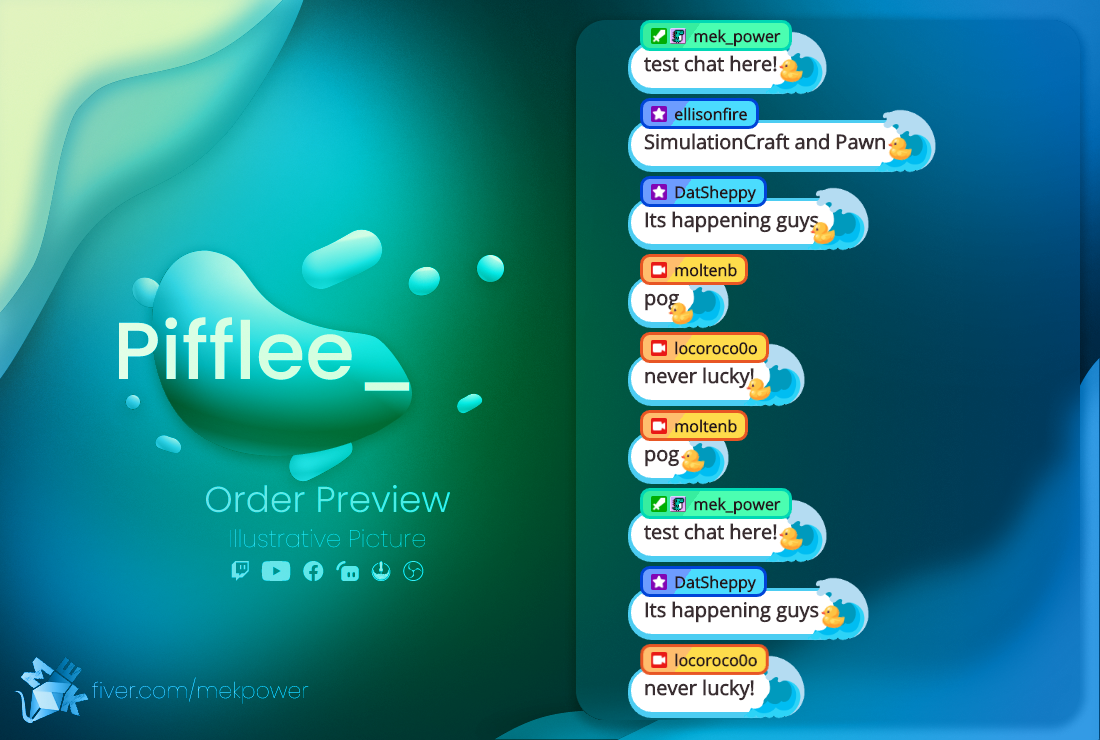 Pifflee_
Order Preview
Illustrative Picture
MEK
fiver.com/mekpower
mek_power
test chat here!
ellisonfire
SimulationCraft and Pawn
DatSheppy
Its happening guys
moltenb
pog
locoroco0o
never lucky!
moltenb
pog
mek_power
test chat here!
DatSheppy
Its happening guys
locoroco0o
never lucky!